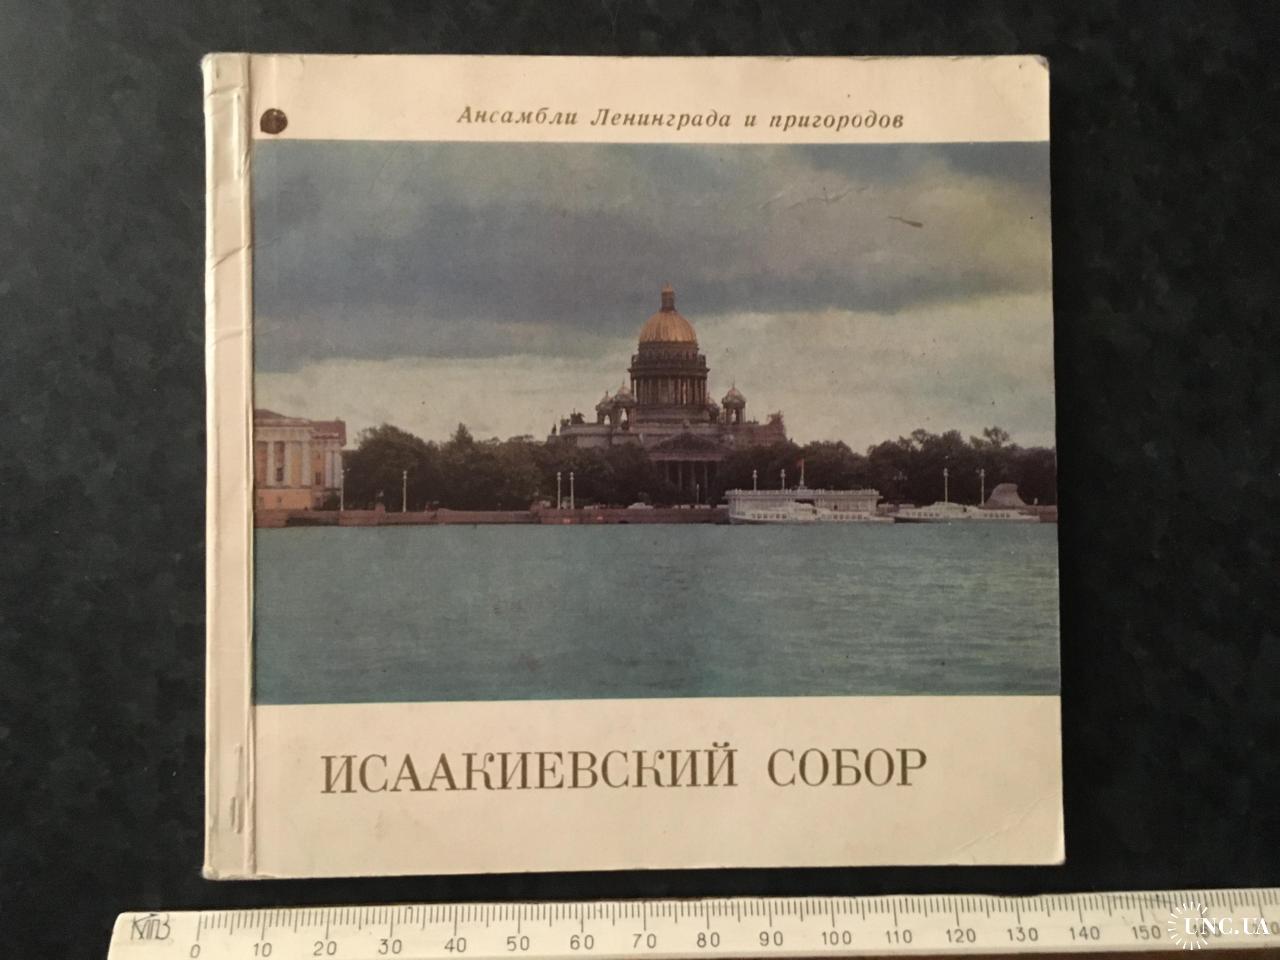 Ансамбли Ленинграда и пригородов
ИСААКИЕВСКИЙ СОБОР
КПЗ
0 10 20 30 40 50 60 70 80 90 100 110 120 130 140 150
UNC.UA